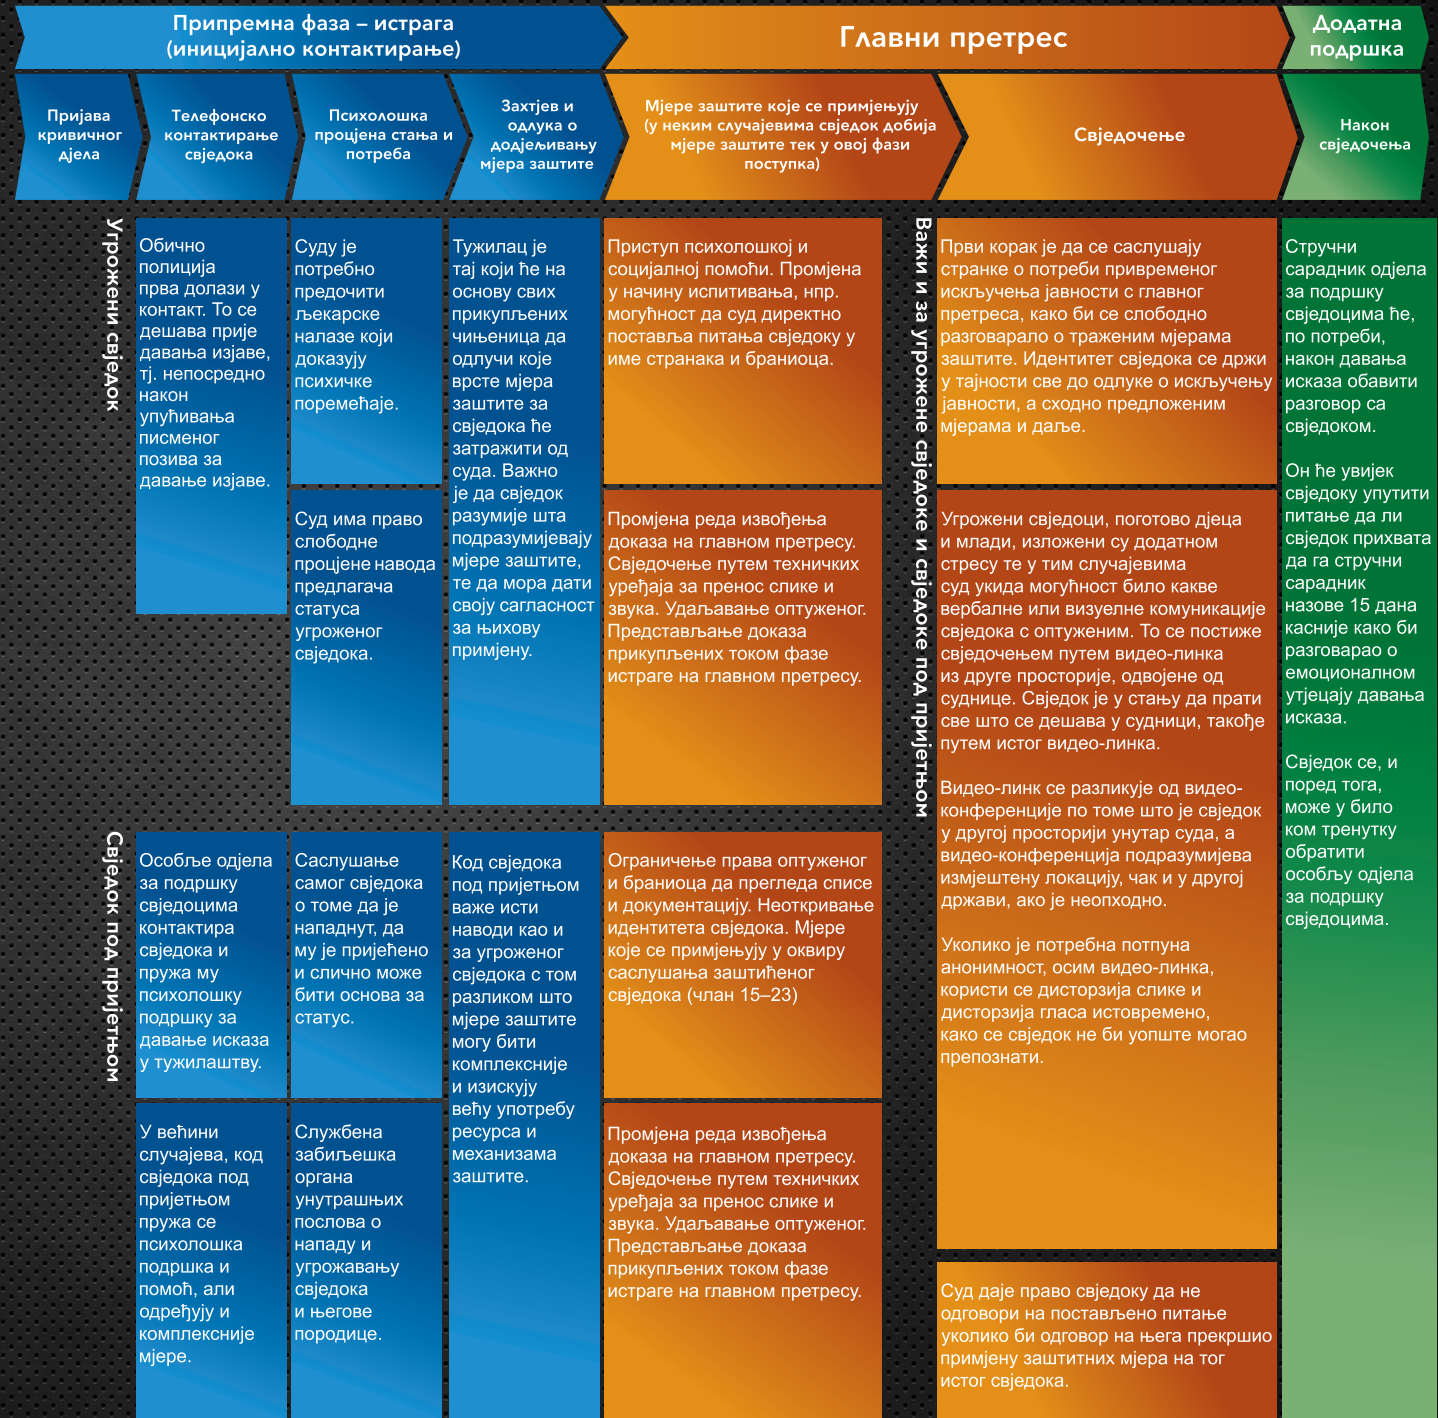 Припремна фаза – истрага
(иницијално контактирање)
Главни претрес
Додатна
подршка
Пријава
кривичног
дјела
Телефонско
контактирање
свједока
Психолошка
процјена стања и
потреба
Захтјев и
одлука о
додјељивању
мјера заштите
Мјере заштите које се примјењују
(у неким случајевима свједок добија
мјере заштите тек у овој фази
поступка)
Свједочење
Након
свједочења
Угрожени свједок
Обично
полиција
прва долази у
контакт. То се
дешава прије
давања изјаве,
тј. непосредно
након
упућивања
писменог
позива за
давање изјаве.
Суду је
потребно
предочити
љекарске
налазе који
доказују
психичке
поремећаје.
Суд има право
слободне
процјене навода
предлагача
статуса
угроженог
свједока.
Тужилац је
тај који ће на
основу свих
прикупљених
чињеница да
одлучи које
врсте мјера
заштите за
свједока ће
затражити од
суда. Важно
је да свједок
разумије шта
подразумијевају
мјере заштите,
те да мора дати
своју сагласност
за њихову
примјену.
Приступ психолошкој и
социјалној помоћи. Промјена
у начину испитивања, нпр.
могућност да суд директно
поставља питања свједоку у
име странака и браниоца.
Промјена реда извођења
доказа на главном претресу.
Свједочење путем техничких
уређаја за пренос слике и
звука. Удаљавање оптуженог.
Представљање доказа
прикупљених током фазе
истраге на главном претресу.
Свједок под пријетњом
Особље одјела
за подршку
свједоцима
контактира
свједока и
пружа му
психолошку
подршку за
давање исказа
у тужилаштву.
У већини
случајева, код
свједока под
пријетњом
пружа се
психолошка
подршка и
помоћ, али
одређују и
комплексније
мјере.
Саслушање
самог свједока
о томе да је
нападнут, да
му је пријећено
и слично може
бити основа за
статус.
Службена
забиљешка
органа
унутрашњих
послова о
нападу и
угрожавању
свједока
и његове
породице.
Код свједока
под пријетњом
важе исти
наводи као и
за угроженог
свједока с том
разликом што
мјере заштите
могу бити
комплексније
и изискују
већу употребу
ресурса и
механизама
заштите.
Ограничење права оптуженог
и браниоца да прегледа списе
и документацију. Неоткривање
идентитета свједока. Мјере
које се примјењују у оквиру
саслушања заштићеног
свједока (члан 15–23)
Промјена реда извођења
доказа на главном претресу.
Свједочење путем техничких
уређаја за пренос слике и
звука. Удаљавање оптуженог.
Представљање доказа
прикупљених током фазе
истраге на главном претресу.
Важи и за угрожене свједоке и свједоке под пријетњом
Први корак је да се саслушају
странке о потреби привременог
искључења јавности с главног
претреса, како би се слободно
разговарало о траженим мјерама
заштите. Идентитет свједока се држи
у тајности све до одлуке о искључењу
јавности, а сходно предложеним
мјерама и даље.
Угрожени свједоци, поготово дјеца
и млади, изложени су додатном
стресу те у тим случајевима
суд укида могућност било какве
вербалне или визуелне комуникације
свједока с оптуженим. То се постиже
свједочењем путем видео-линка
из друге просторије, одвојене од
суднице. Свједок је у стању да прати
све што се дешава у судници, такође
путем истог видео-линка.
Видео-линк се разликује од видео-
конференције по томе што је свједок
у другој просторији унутар суда, а
видео-конференција подразумијева
измјештену локацију, чак и у другој
држави, ако је неопходно.
Уколико је потребна потпуна
анонимност, осим видео-линка,
користи се дисторзија слике и
дисторзија гласа истовремено,
како се свједок не би уопште могао
препознати.
Суд даје право свједоку да не
одговори на постављено питање
уколико би одговор на њега прекршио
примјену заштитних мјера на тог
истог свједока.
Стручни
сарадник одјела
за подршку
свједоцима ће,
по потреби,
након давања
исказа обавити
разговор са
свједоком.
Он ће увијек
свједоку упутити
питање да ли
свједок прихвата
да га стручни
сарадник
назове 15 дана
касније како би
разговарао о
емоционалном
утјецају давања
исказа.
Свједок се, и
поред тога,
може у било
ком тренутку
обратити
особљу одјела
за подршку
свједоцима.